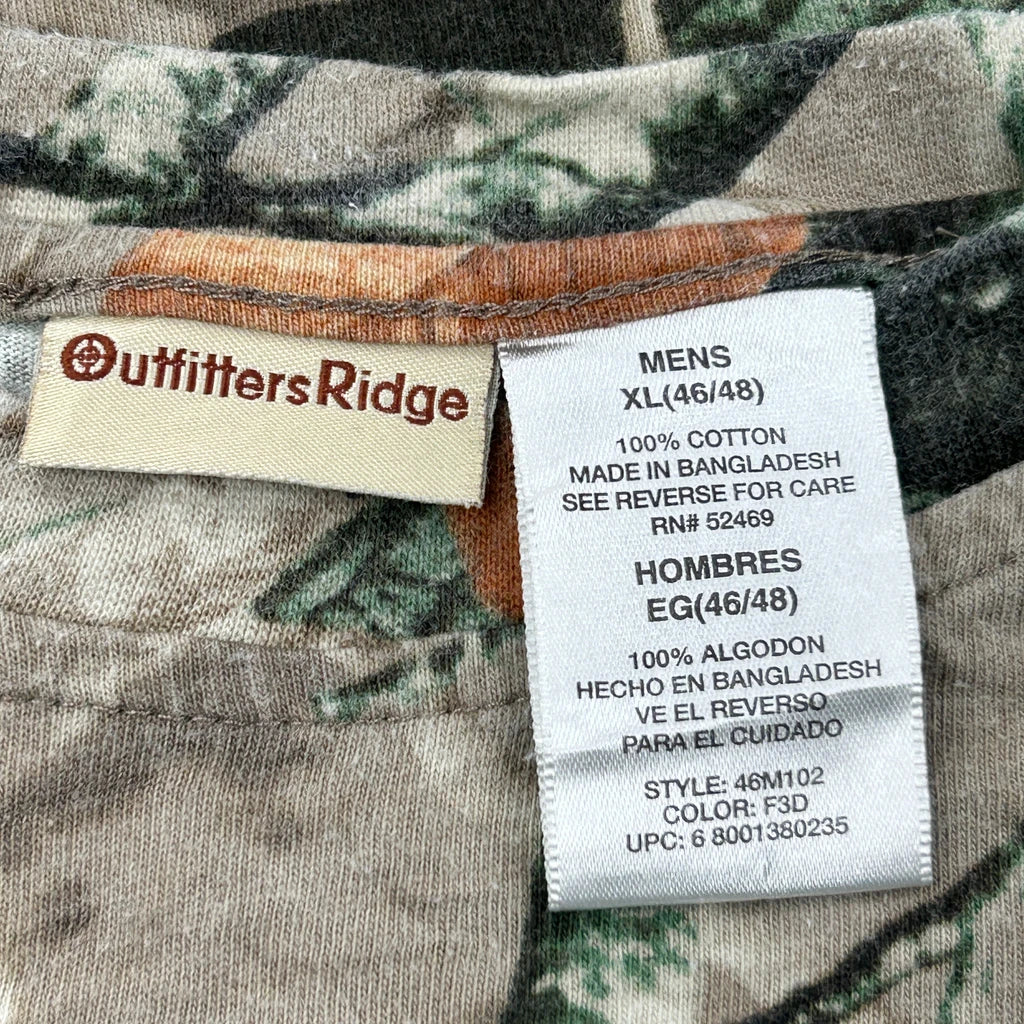 OutfittersRidge
MENS
XL(46/48)
100% COTTON
MADE IN BANGLADESH
SEE REVERSE FOR CARE
RN# 52469
HOMBRES
EG(46/48)
100% ALGODON
HECHO EN BANGLADESH
VE EL REVERSO
PARA EL CUIDADO
STYLE: 46M102
COLOR: F3D
UPC: 6 8001380235